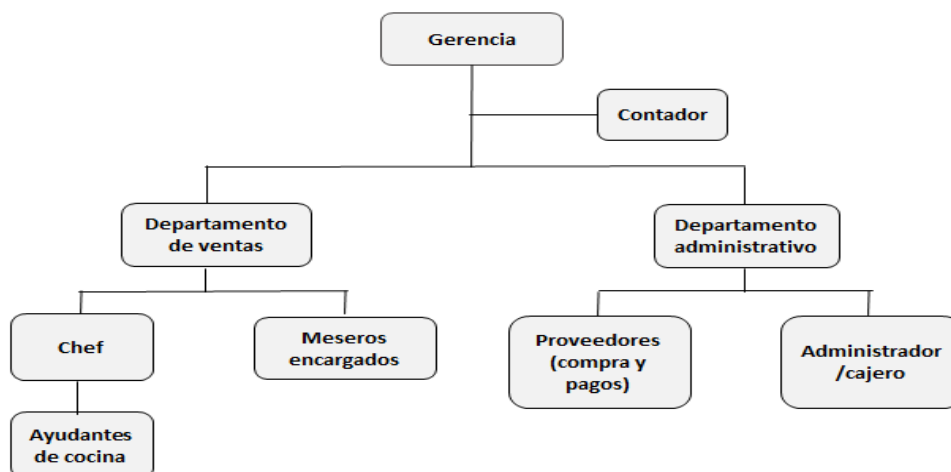 Gerencia
Contador
Departamento
de ventas
Departamento
administrativo
Chef
Meseros
encargados
Proveedores
(compra y
pagos)
Administrador
/cajero
Ayudantes
de cocina